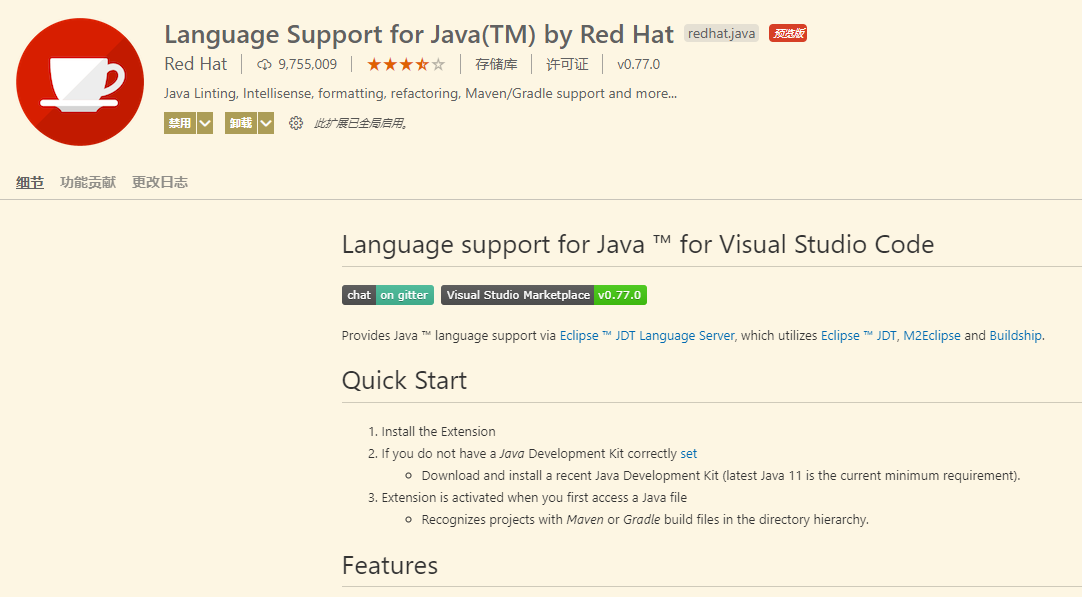 Language Support for Java(TM) by Red Hat redhat.java 预览版
Red Hat 9,755,009 存储库 许可证 v0.77.0
Java Linting, Intellisense, formatting, refactoring, Maven/Gradle support and more...
禁用 卸载 此扩展已全局启用。
细节 功能贡献 更改日志
Language support for Java ™ for Visual Studio Code
chat on gitter Visual Studio Marketplace v0.77.0
Provides Java ™ language support via Eclipse ™ JDT Language Server, which utilizes Eclipse ™ JDT, M2Eclipse and Buildship.
Quick Start
1. Install the Extension
2. If you do not have a Java Development Kit correctly set
Download and install a recent Java Development Kit (latest Java 11 is the current minimum requirement).
3. Extension is activated when you first access a Java file
Recognizes projects with Maven or Gradle build files in the directory hierarchy.
Features